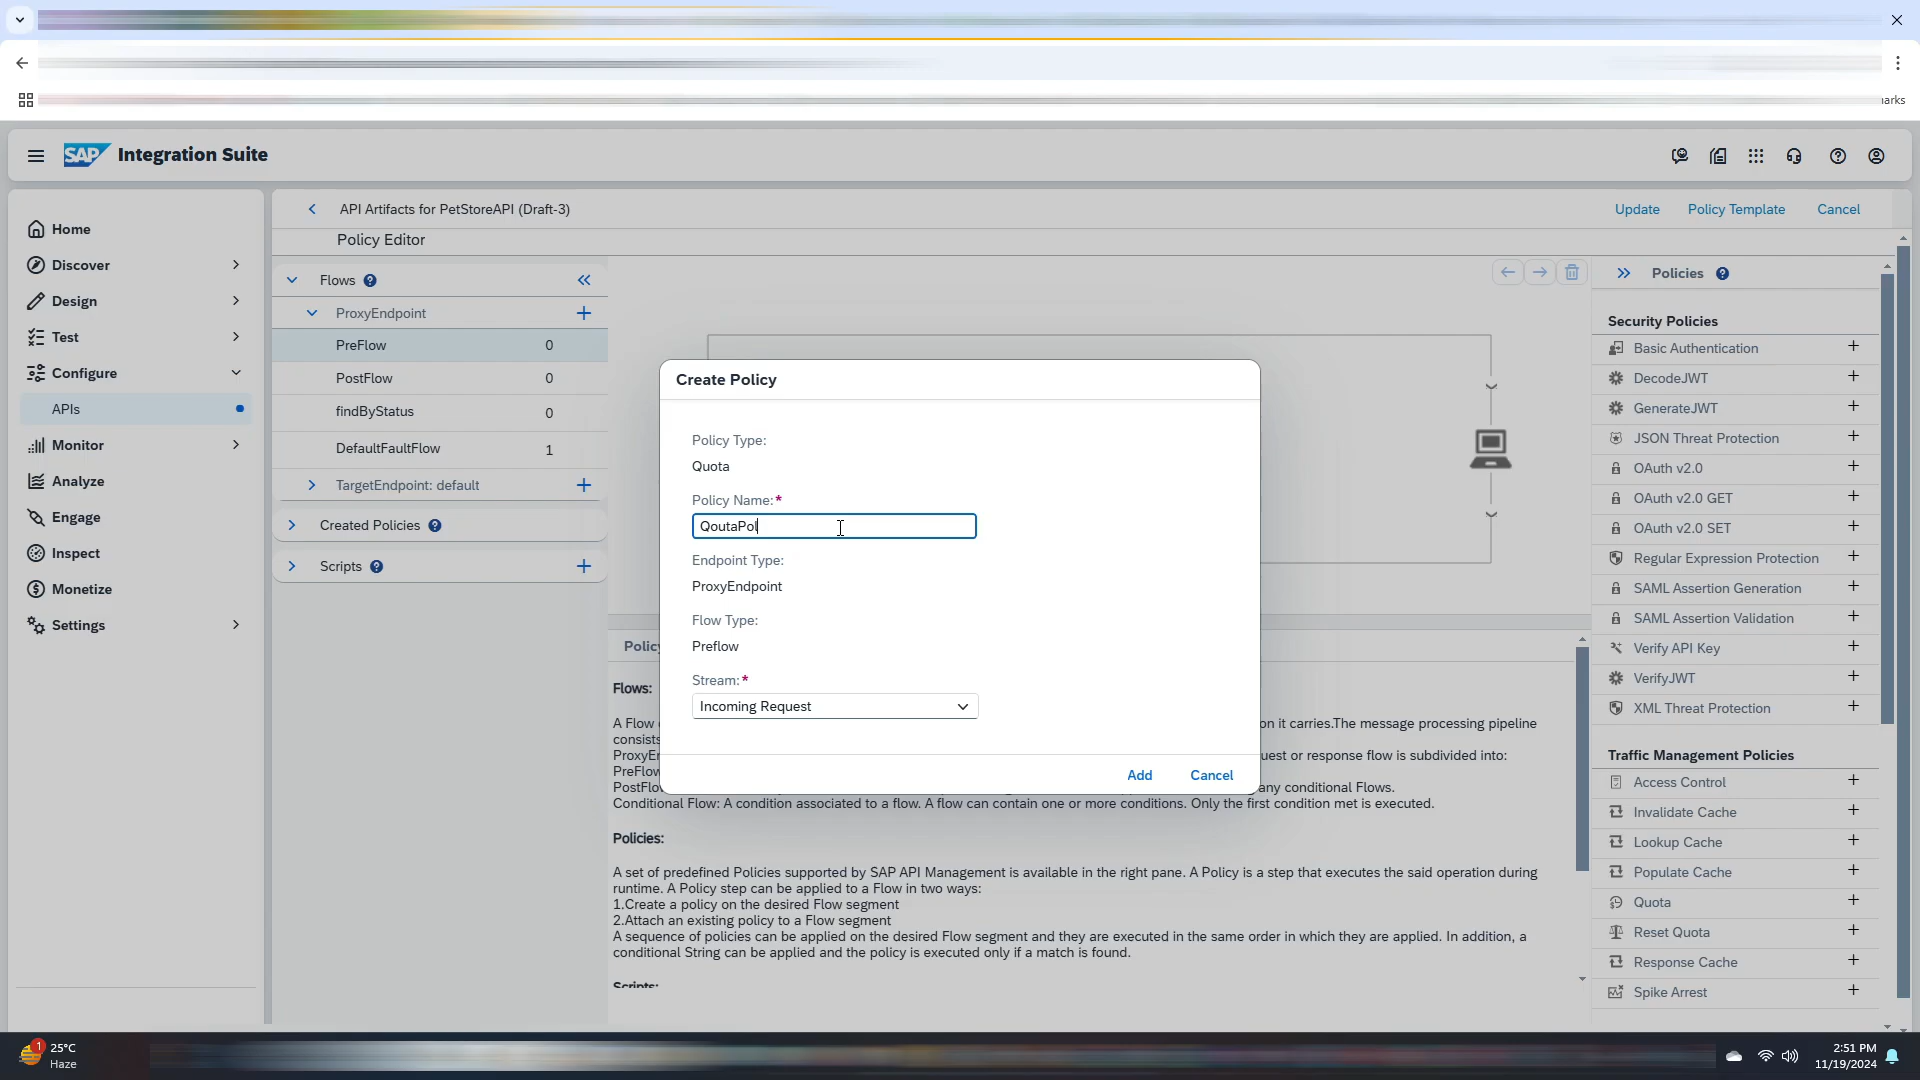 arks
SAP Integration Suite
Home
Discover
Design
Test
Configure
APIs
Monitor
Analyze
Engage
Inspect
Monetize
Settings
API Artifacts for PetStoreAPI (Draft-3)
Update
Policy Template
Cancel
Policy Editor
Flows
ProxyEndpoint
PreFlow 0
PostFlow 0
findByStatus 0
DefaultFaultFlow 1
TargetEndpoint: default
Created Policies
Scripts
Create Policy
Policy Type:
Quota
Policy Name:*
QoutaPol
Endpoint Type:
ProxyEndpoint
Flow Type:
Preflow
Stream:*
Incoming Request
Add
Cancel
Policy
Flows:
A Flow on it carries.The message processing pipeline
consists
ProxyEn uest or response flow is subdivided into:
PreFlow
PostF any conditional Flows.
Conditional Flow: A condition associated to a flow. A flow can contain one or more conditions. Only the first condition met is executed.
Policies:
A set of predefined Policies supported by SAP API Management is available in the right pane. A Policy is a step that executes the said operation during
runtime. A Policy step can be applied to a Flow in two ways:
1.Create a policy on the desired Flow segment
2.Attach an existing policy to a Flow segment
A sequence of policies can be applied on the desired Flow segment and they are executed in the same order in which they are applied. In addition, a
conditional String can be applied and the policy is executed only if a match is found.
Scripts:
Policies
Security Policies
Basic Authentication
DecodeJWT
GenerateJWT
JSON Threat Protection
OAuth v2.0
OAuth v2.0 GET
OAuth v2.0 SET
Regular Expression Protection
SAML Assertion Generation
SAML Assertion Validation
Verify API Key
VerifyJWT
XML Threat Protection
Traffic Management Policies
Access Control
Invalidate Cache
Lookup Cache
Populate Cache
Quota
Reset Quota
Response Cache
Spike Arrest
1
25°C
Haze
2:51 PM
11/19/2024